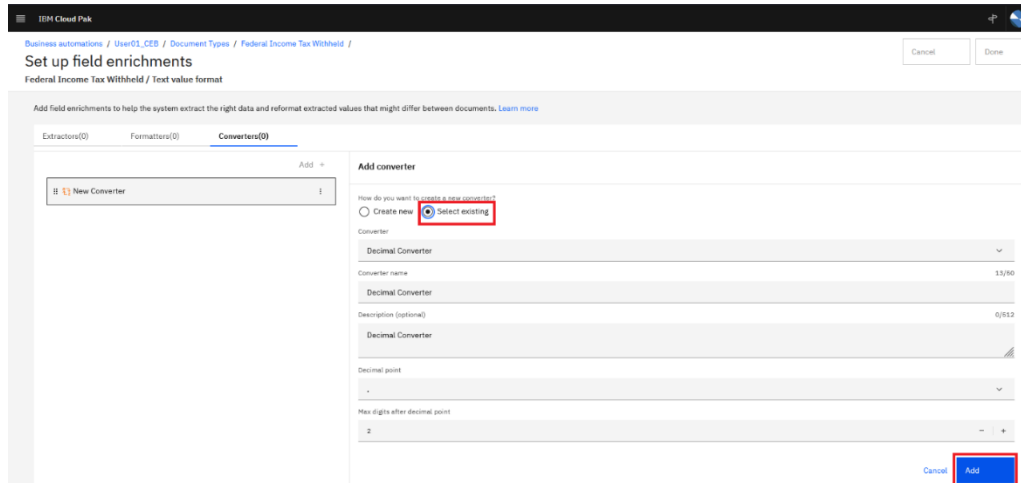 IBM Cloud Pak
Business automations / User01_CEB / Document Types / Federal Income Tax Withheld /
Cancel
Done
Set up field enrichments
Federal Income Tax Withheld / Text value format
Add field enrichments to help the system extract the right data and reformat extracted values that might differ between documents. Learn more
Extractors(0) Formatters(0) Converters(0)
Add +
Add converter
New Converter
How do you want to create a new converter?
Create new Select existing
Converter
Decimal Converter
Converter name 13/50
Decimal Converter
Description (optional) 0/512
Decimal Converter
Decimal point
.
Max digits after decimal point
2 - +
Cancel Add